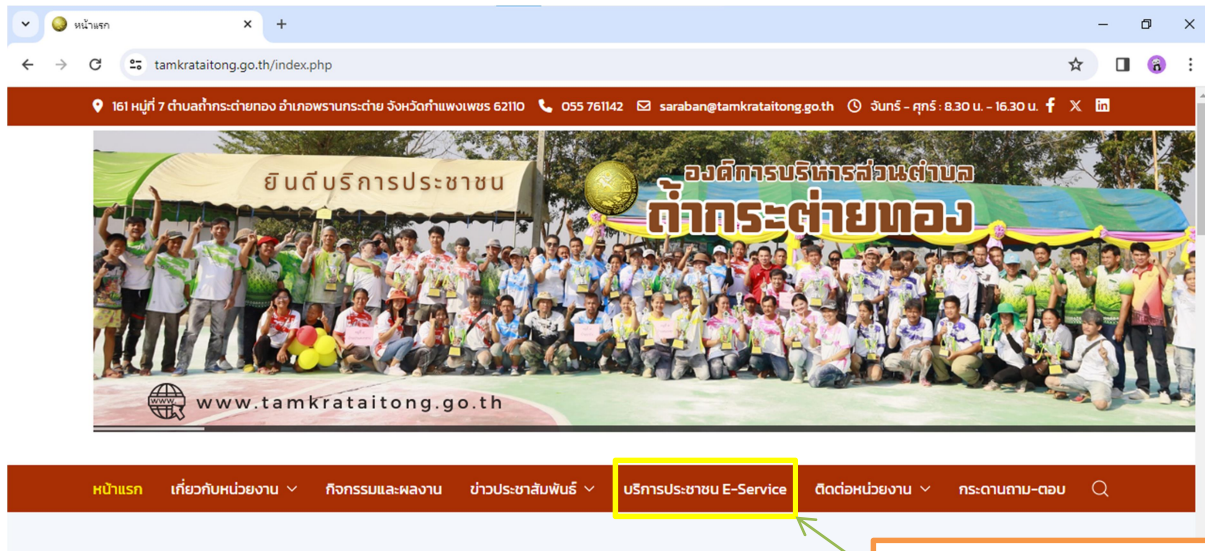 หน้าแรก
tamkrataitong.go.th/index.php
161 หมู่ที่ 7 ตำบลถ้ำกระต่ายทอง อำเภอพรานกระต่าย จังหวัดกำแพงเพชร 62110 055 761142 saraban@tamkrataitong.go.th จันทร์ - ศุกร์ : 8.30 น. - 16.30 น.
ยินดีบริการประชาชน
องค์การบริหารส่วนตำบล
ถ้ำกระต่ายทอง
www.tamkrataitong.go.th
หน้าแรก เกี่ยวกับหน่วยงาน กิจกรรมและผลงาน ข่าวประชาสัมพันธ์ บริการประชาชน E-Service ติดต่อหน่วยงาน กระดานถาม-ตอบ